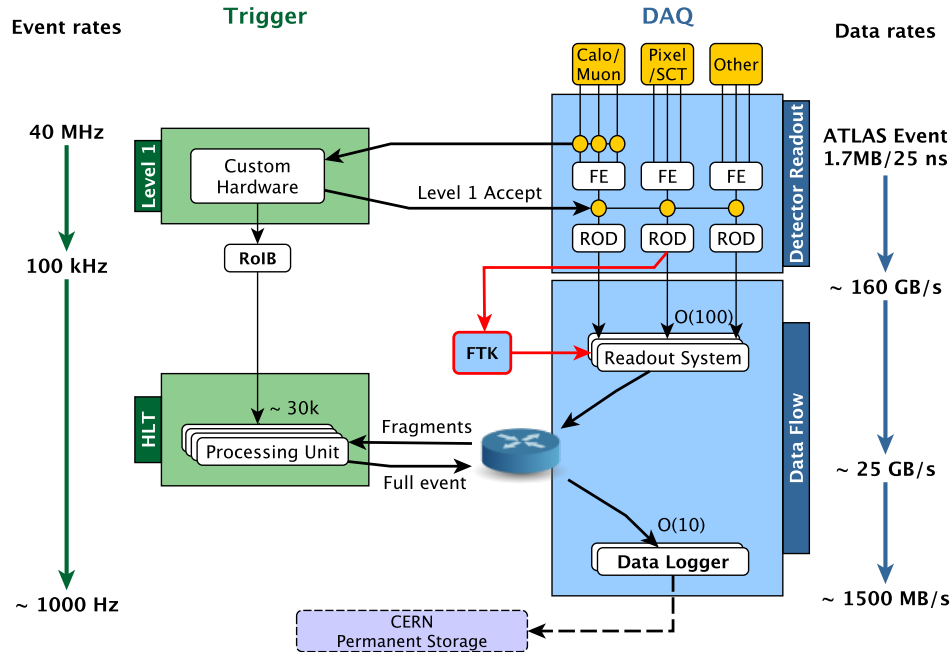 Trigger
DAQ
Event rates
Data rates
Calo/
Muon
Pixel
/SCT
Other
40 MHz
Level 1
Custom
Hardware
Level 1 Accept
FE
FE
FE
ROD
ROD
ROD
Detector Readout
ATLAS Event
1.7MB/25 ns
RoIB
100 kHz
~ 160 GB/s
FTK
O(100)
Readout System
HLT
~ 30k
Processing Unit
Fragments
Full event
Data Flow
~ 25 GB/s
O(10)
Data Logger
~ 1000 Hz
~ 1500 MB/s
CERN
Permanent Storage